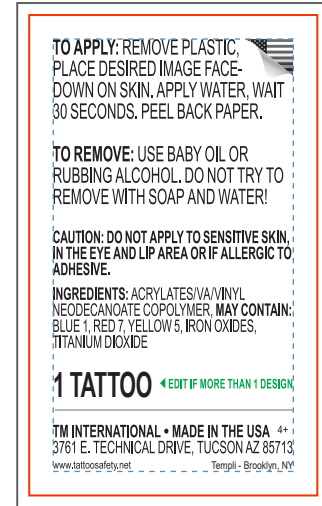 TO APPLY: REMOVE PLASTIC,
PLACE DESIRED IMAGE FACE-
DOWN ON SKIN. APPLY WATER, WAIT
30 SECONDS. PEEL BACK PAPER.
TO REMOVE: USE BABY OIL OR
RUBBING ALCOHOL. DO NOT TRY TO
REMOVE WITH SOAP AND WATER!
CAUTION: DO NOT APPLY TO SENSITIVE SKIN,
IN THE EYE AND LIP AREA OR IF ALLERGIC TO
ADHESIVE.
INGREDIENTS: ACRYLATES/VA/VINYL
NEODECANOATE COPOLYMER, MAY CONTAIN:
BLUE 1, RED 7, YELLOW 5, IRON OXIDES,
TITANIUM DIOXIDE
1 TATTOO ◄ EDIT IF MORE THAN 1 DESIGN
TM INTERNATIONAL • MADE IN THE USA 4+
3761 E. TECHNICAL DRIVE, TUCSON AZ 85713
www.tattoosafety.net Templi - Brooklyn, NY